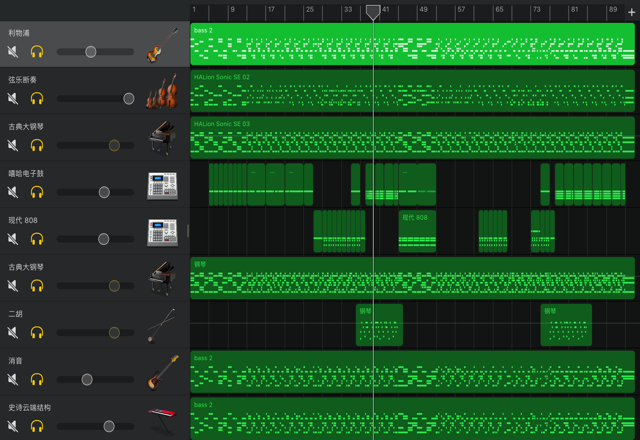 1 9 17 25 33 41 49 57 65 73 81 89 +
利物浦
bass 2
弦乐断奏
HALion Sonic SE 02
古典大钢琴
HALion Sonic SE 03
嘻哈电子鼓
现代 808
现代 808
古典大钢琴
钢琴
二胡
钢琴
钢琴
消音
bass 2
史诗云端结构
bass 2